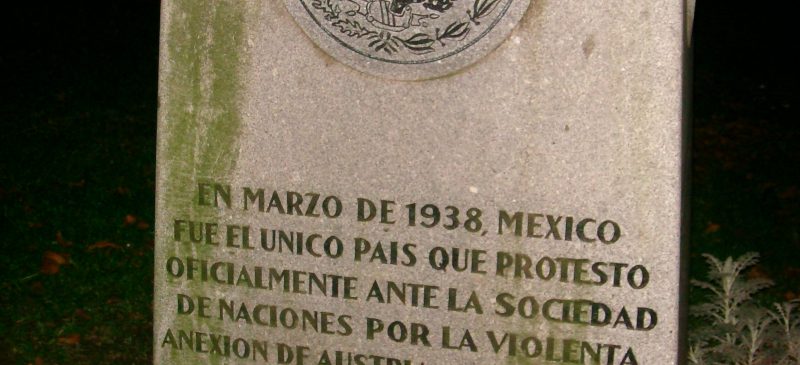 EN MARZO DE 1938, MEXICO
FUE EL UNICO PAIS QUE PROTESTO
OFICIALMENTE ANTE LA SOCIEDAD
DE NACIONES POR LA VIOLENTA
ANEXION DE